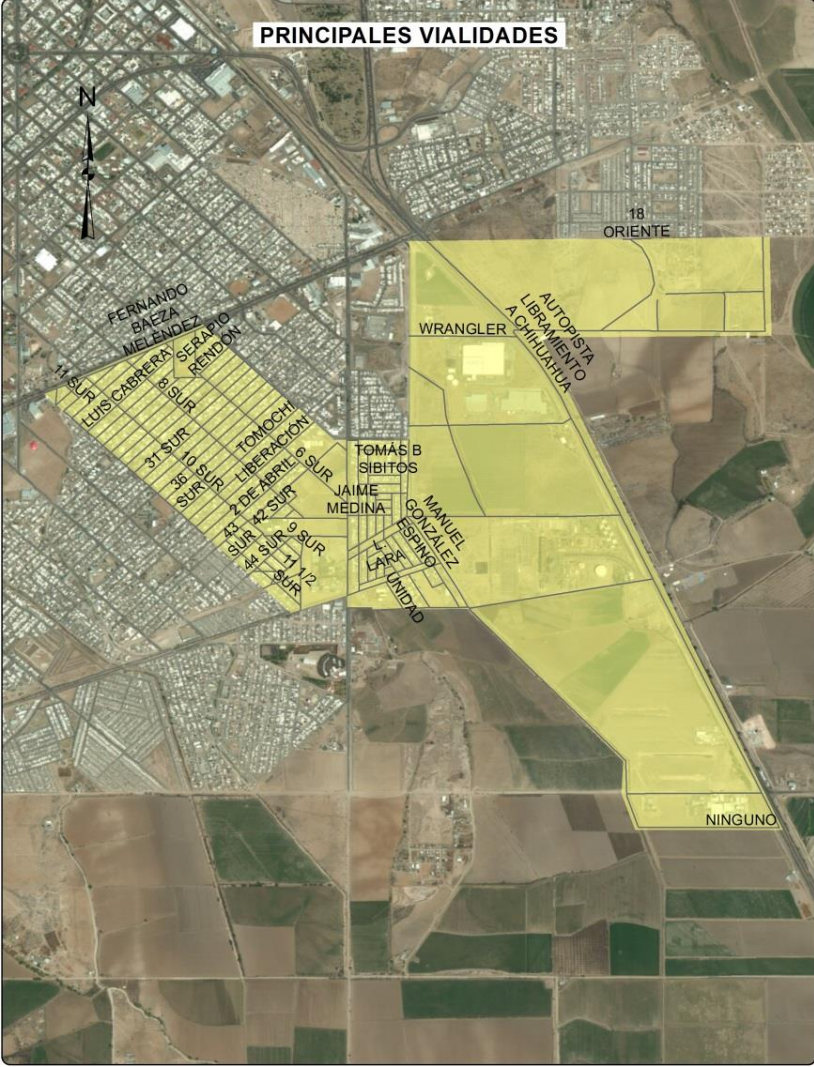 PRINCIPALES VIALIDADES
N
18
ORIENTE
FERNANDO
BAEZA
MELÉNDEZ
AUTOPISTA
LIBRAMIENTO
A CHIHUAHUA
WRANGLER
SERAPIO
RENDÓN
LUIS CABRERA
11 SUR
8 SUR
TOMOCHI
LIBERACIÓN
31 SUR
10 SUR
6 SUR
TOMÁS B
SIBITOS
36
SUR
2 DE ABRIL
42 SUR
JAIME
MEDINA
MANUEL
GONZÁLEZ
ESPINO
43
SUR
9 SUR
44 SUR
11 1/2
SUR
L.
LARA
UNIDAD
NINGUNO